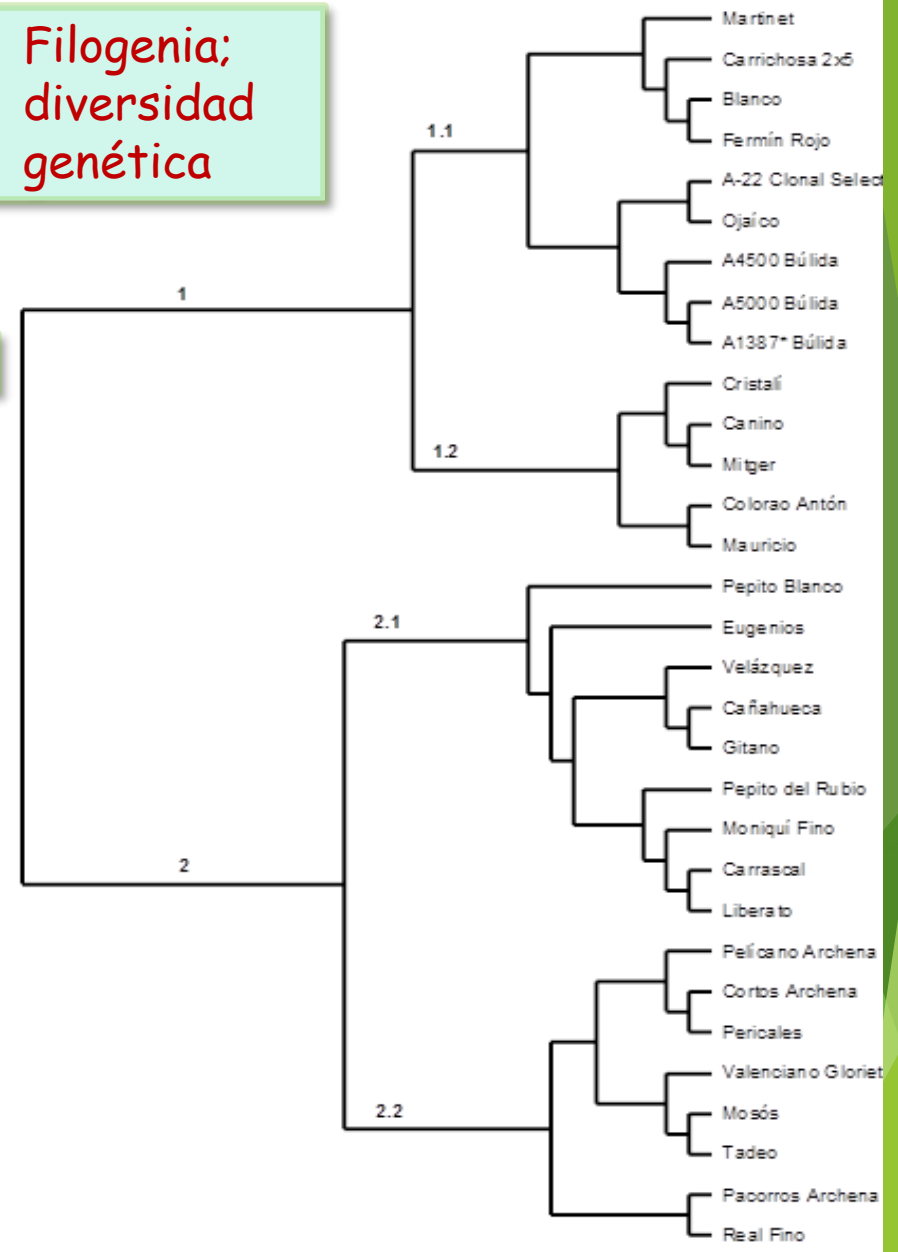 Filogenia;
diversidad
genética
Martinet
Carrichosa 2x5
Blanco
Fermín Rojo
1.1
A-22 Clonal Select
Ojaíco
A4500 Búlida
1
A5000 Búlida
A1387* Búlida
Cristalí
Canino
1.2
Mitger
Colorao Antón
Mauricio
Pepito Blanco
2.1
Eugenios
Velázquez
Cañahueca
Gitano
Pepito del Rubio
Moniquí Fino
2
Carrascal
Liberato
Pelícano Archena
Cortos Archena
Pericales
Valenciano Gloriet
2.2
Mosós
Tadeo
Pacorros Archena
Real Fino